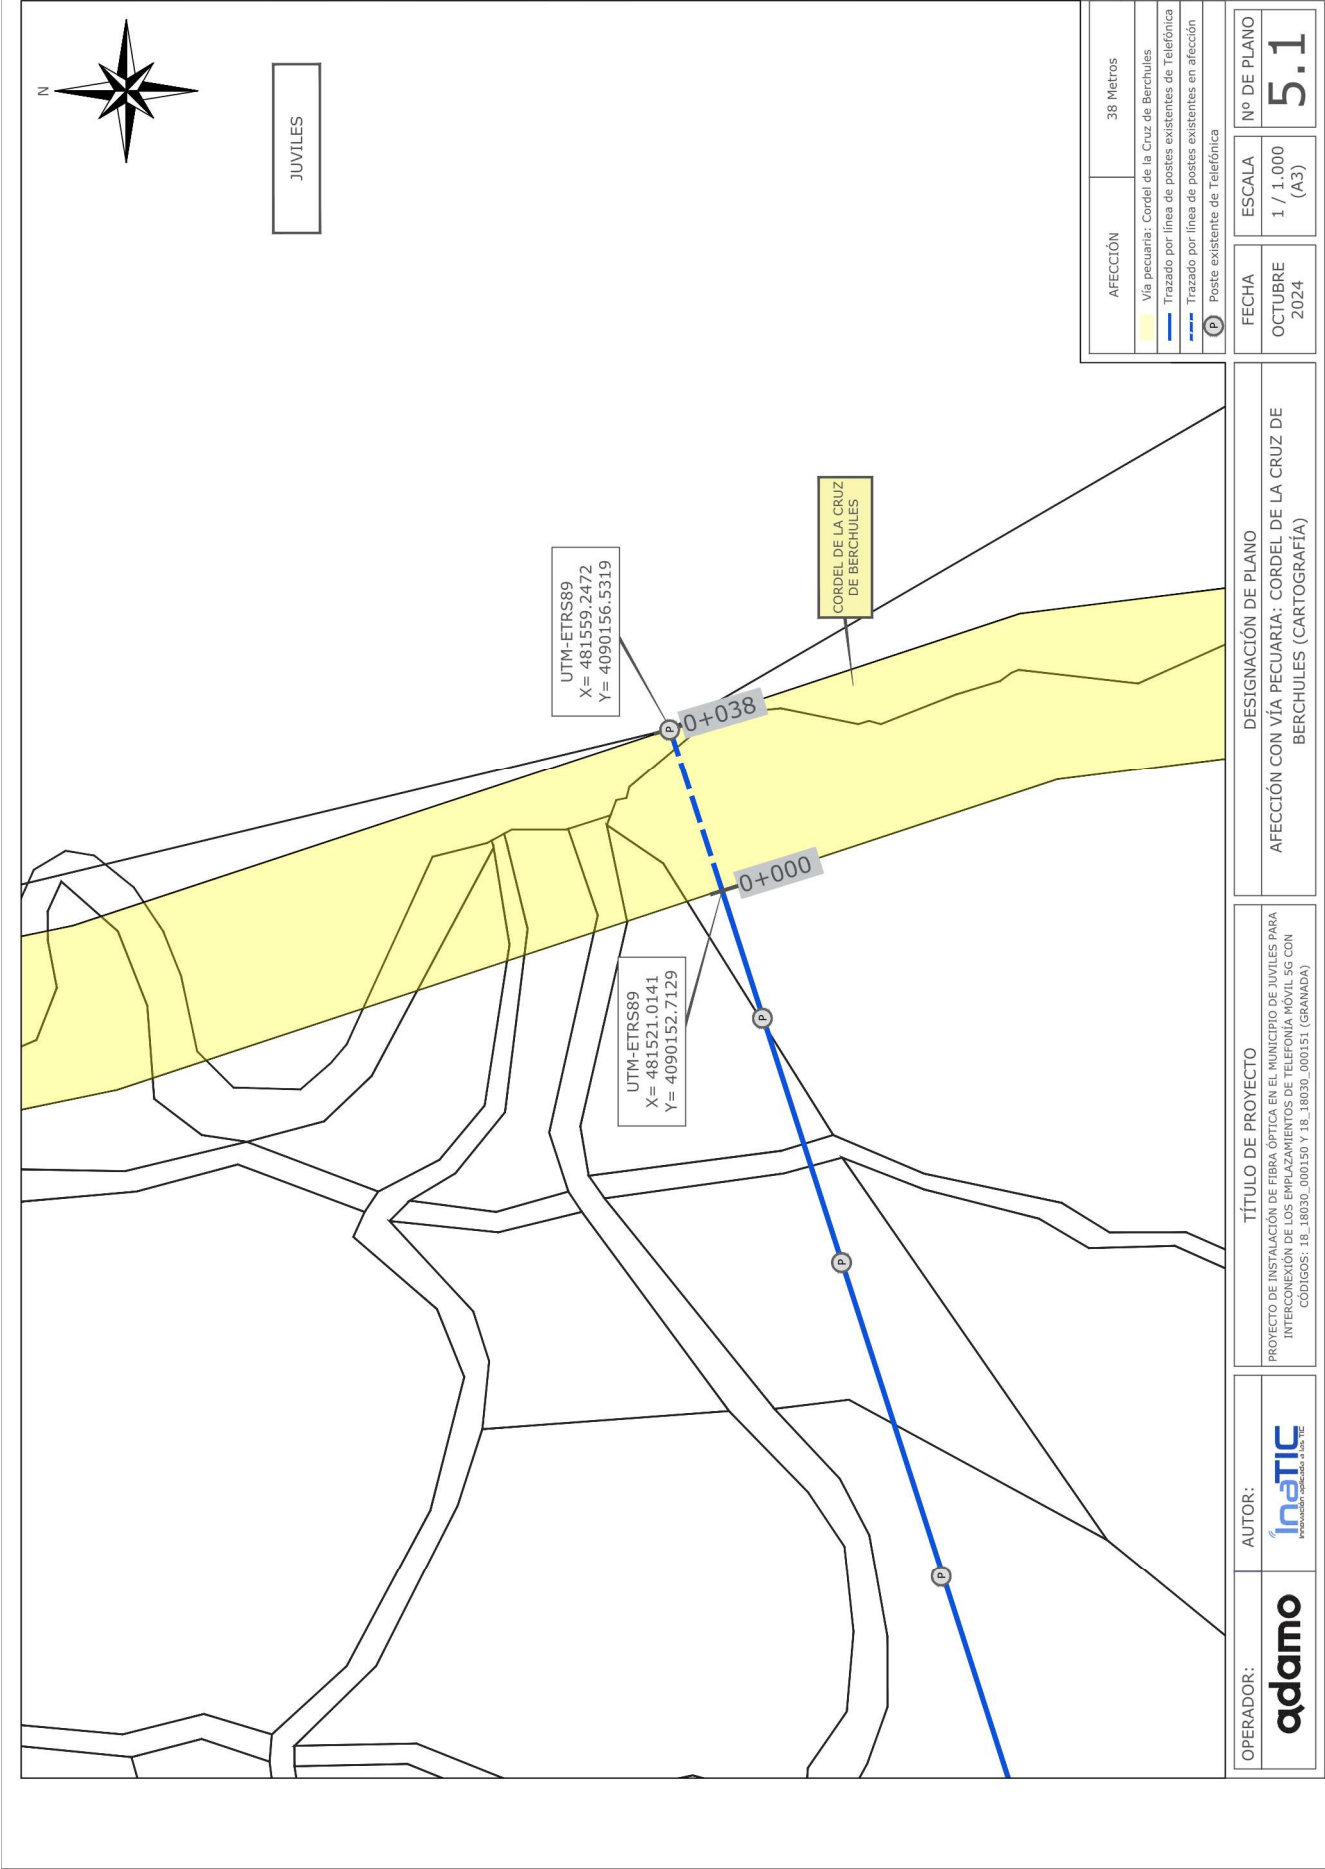 N
JUVILES
UTM-ETRS89
X= 481559.2472
Y= 4090156.5319
UTM-ETRS89
X= 481521.0141
Y= 4090152.7129
0+038
0+000
CORDEL DE LA CRUZ
DE BERCHULES
P
P
P
P
AFECCIÓN
38 Metros
Vía pecuaria: Cordel de la Cruz de Berchules
Trazado por línea de postes existentes de Telefónica
Trazado por línea de postes existentes en afección
P Poste existente de Telefónica
OPERADOR:
adamo
AUTOR:
inaTIC
Innovación aplicada a las TIC
TÍTULO DE PROYECTO
PROYECTO DE INSTALACIÓN DE FIBRA ÓPTICA EN EL MUNICIPIO DE JUVILES PARA
INTERCONEXIÓN DE LOS EMPLAZAMIENTOS DE TELEFONÍA MÓVIL 5G CON
CÓDIGOS: 18_18030_000150 Y 18_18030_000151 (GRANADA)
DESIGNACIÓN DE PLANO
AFECCIÓN CON VÍA PECUARIA: CORDEL DE LA CRUZ DE
BERCHULES (CARTOGRAFÍA)
FECHA
OCTUBRE
2024
ESCALA
1 / 1.000
(A3)
Nº DE PLANO
5.1